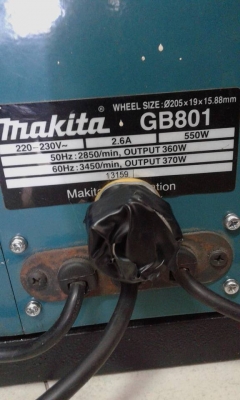 WHEEL SIZE:Ø205×19×15.88mm
makita GB801
220-230V~ 2.6A 550W
50Hz:2850/min, OUTPUT 360W
60Hz:3450/min, OUTPUT 370W
13159
Makita